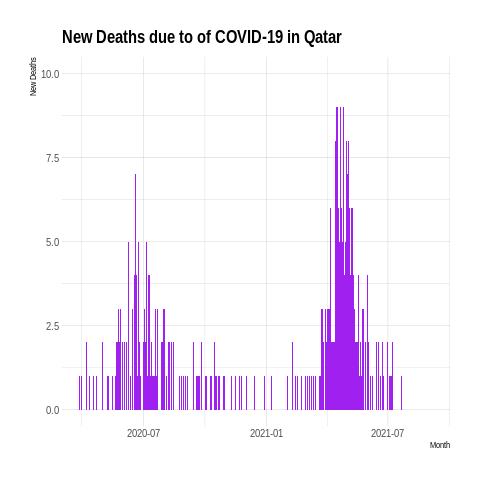 New Deaths due to of COVID-19 in Qatar
New Deaths
10.0
7.5
5.0
2.5
0.0
2020-07
2021-01
2021-07
Month